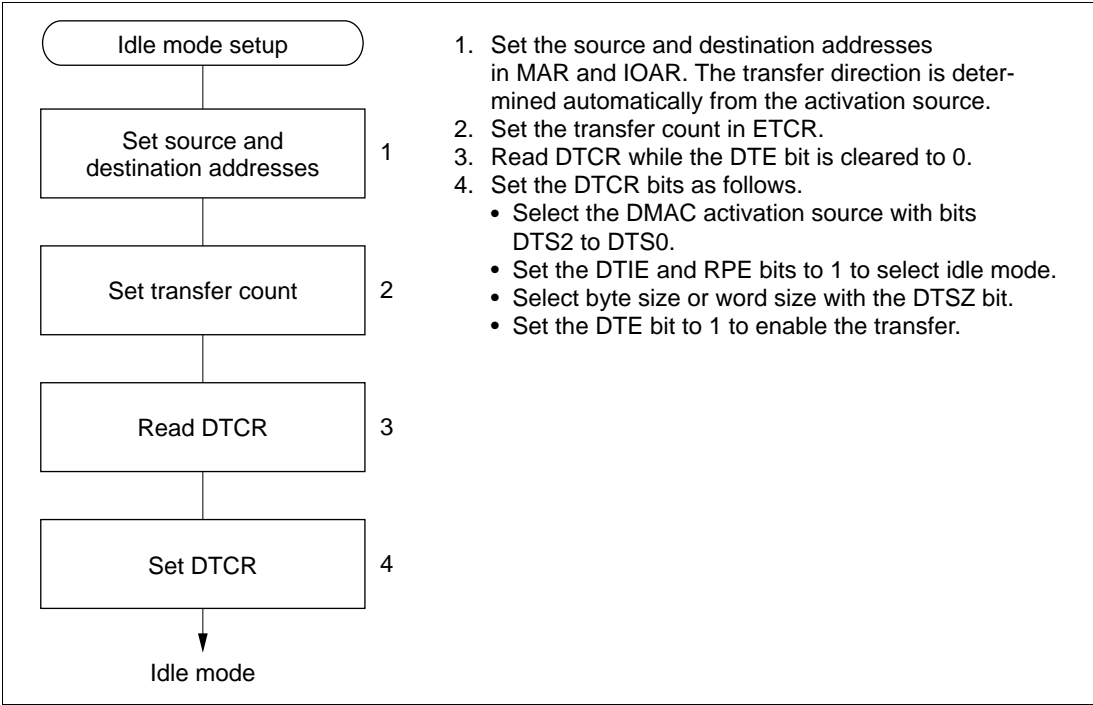 Idle mode setup
Set source and
destination addresses
1
Set transfer count
2
Read DTCR
3
Set DTCR
4
Idle mode
1. Set the source and destination addresses
in MAR and IOAR. The transfer direction is deter-
mined automatically from the activation source.
2. Set the transfer count in ETCR.
3. Read DTCR while the DTE bit is cleared to 0.
4. Set the DTCR bits as follows.
• Select the DMAC activation source with bits
DTS2 to DTS0.
• Set the DTIE and RPE bits to 1 to select idle mode.
• Select byte size or word size with the DTSZ bit.
• Set the DTE bit to 1 to enable the transfer.